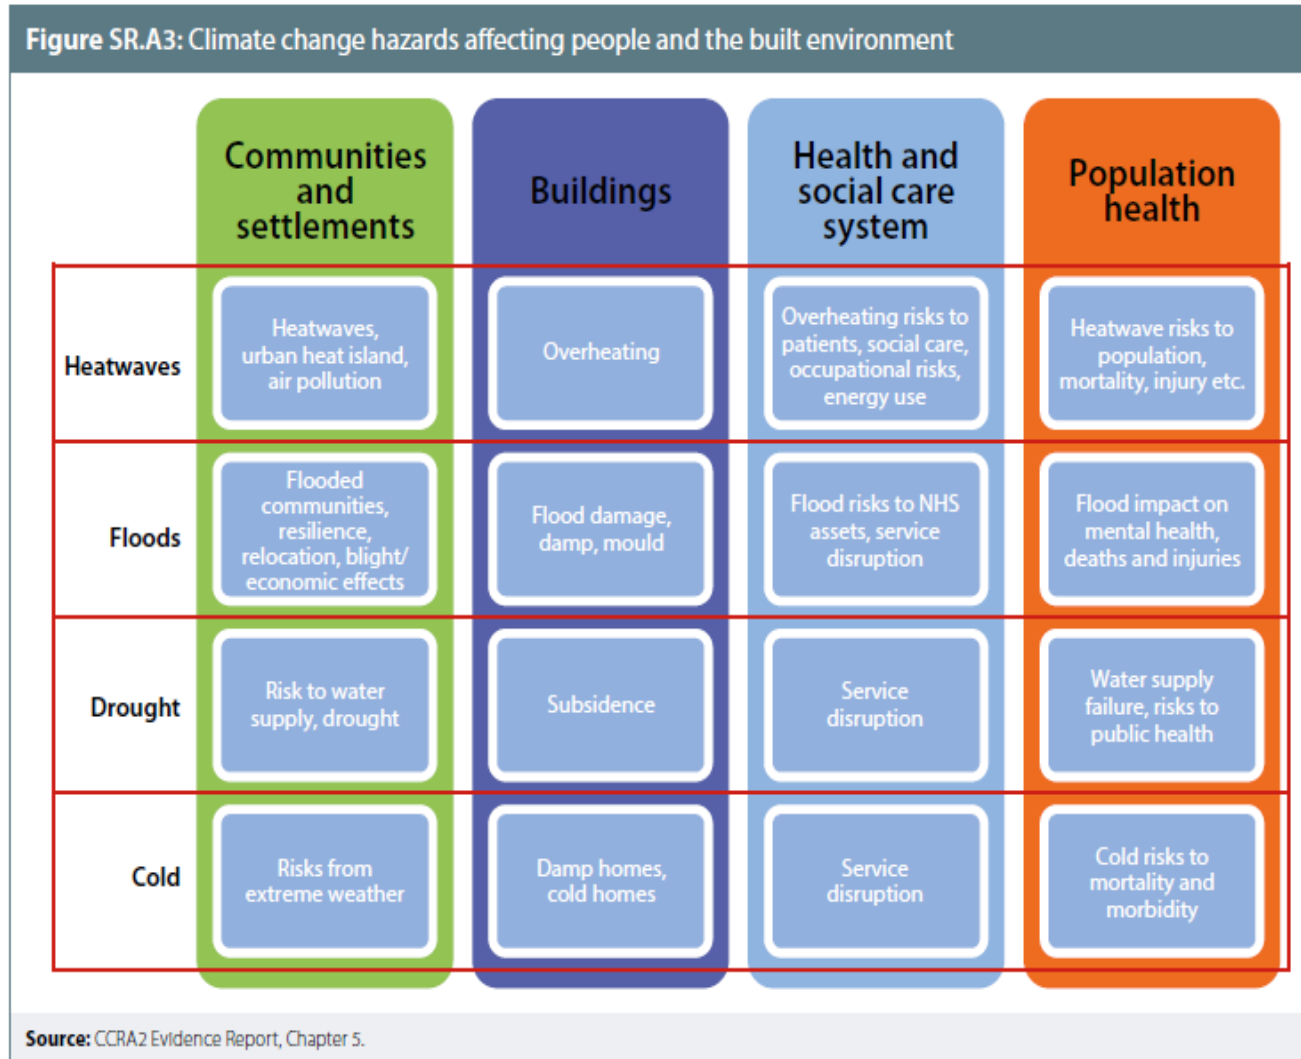 Figure SR.A3: Climate change hazards affecting people and the built environment
Communities
and
settlements
Buildings
Health and
social care
system
Population
health
Heatwaves
Heatwaves,
urban heat island,
air pollution
Overheating
Overheating risks to
patients, social care,
occupational risks,
energy use
Heatwave risks to
population,
mortality, injury etc.
Floods
Flooded
communities,
resilience,
relocation, blight/
economic effects
Flood damage,
damp, mould
Flood risks to NHS
assets, service
disruption
Flood impact on
mental health,
deaths and injuries
Drought
Risk to water
supply, drought
Subsidence
Service
disruption
Water supply
failure, risks to
public health
Cold
Risks from
extreme weather
Damp homes,
cold homes
Service
disruption
Cold risks to
mortality and
morbidity
Source: CCRA2 Evidence Report, Chapter 5.